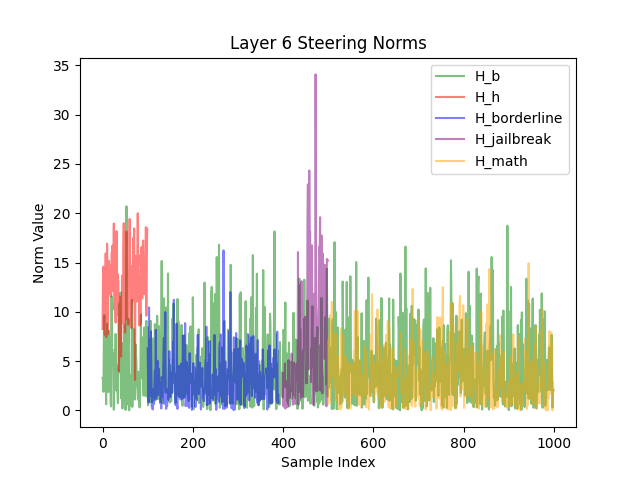 Layer 6 Steering Norms
Norm Value
35
30
25
20
15
10
5
0
H_b
H_h
H_borderline
H_jailbreak
H_math
0 200 400 600 800 1000
Sample Index